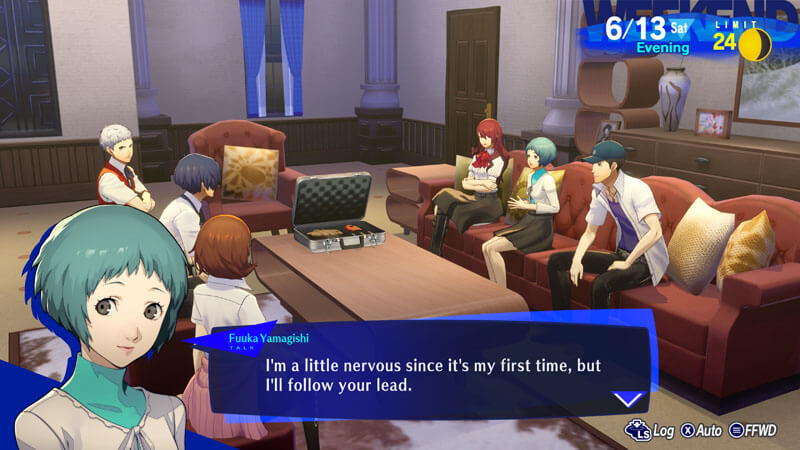 WEEKEND
6/13 Sat
Evening
LIMIT
24
Fuuka Yamagishi
TALK
I'm a little nervous since it's my first time, but
I'll follow your lead.
LS Log X Auto FFWD